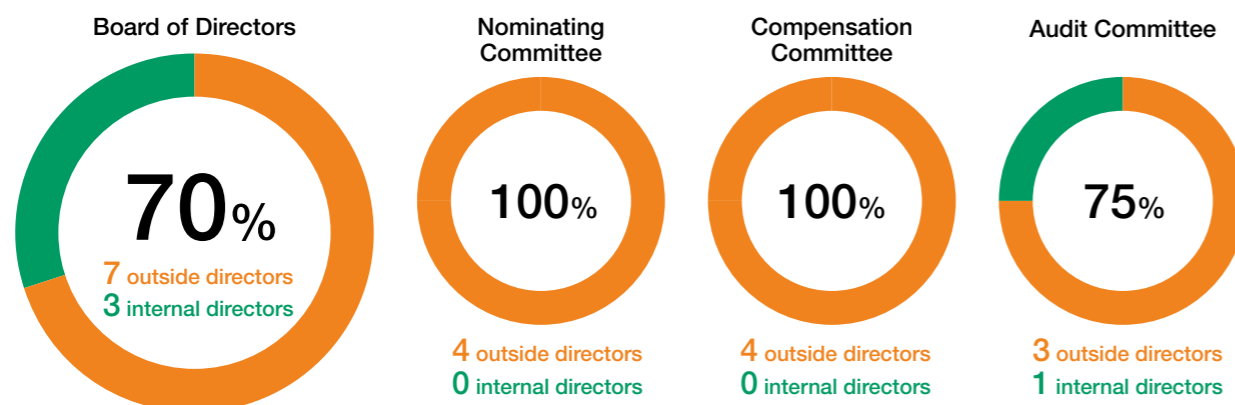 Board of Directors
70%
7 outside directors
3 internal directors
Nominating
Committee
100%
4 outside directors
0 internal directors
Compensation
Committee
100%
4 outside directors
0 internal directors
Audit Committee
75%
3 outside directors
1 internal directors